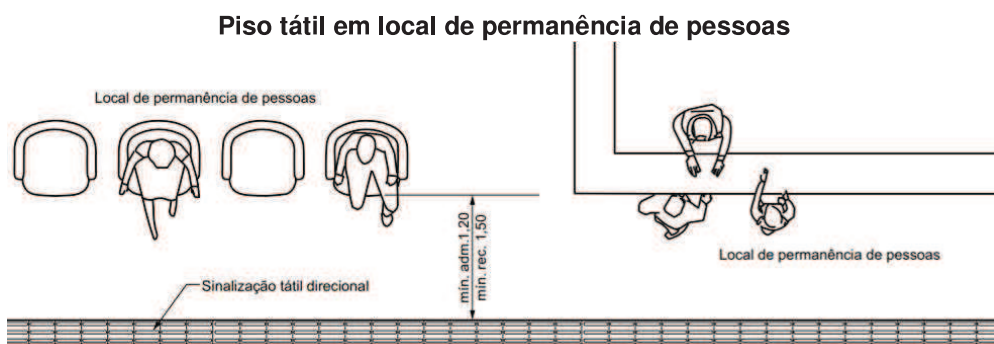 Piso tátil em local de permanência de pessoas
Local de permanência de pessoas
mín. adm.1,20
mín. rec. 1,50
Local de permanência de pessoas
Sinalização tátil direcional